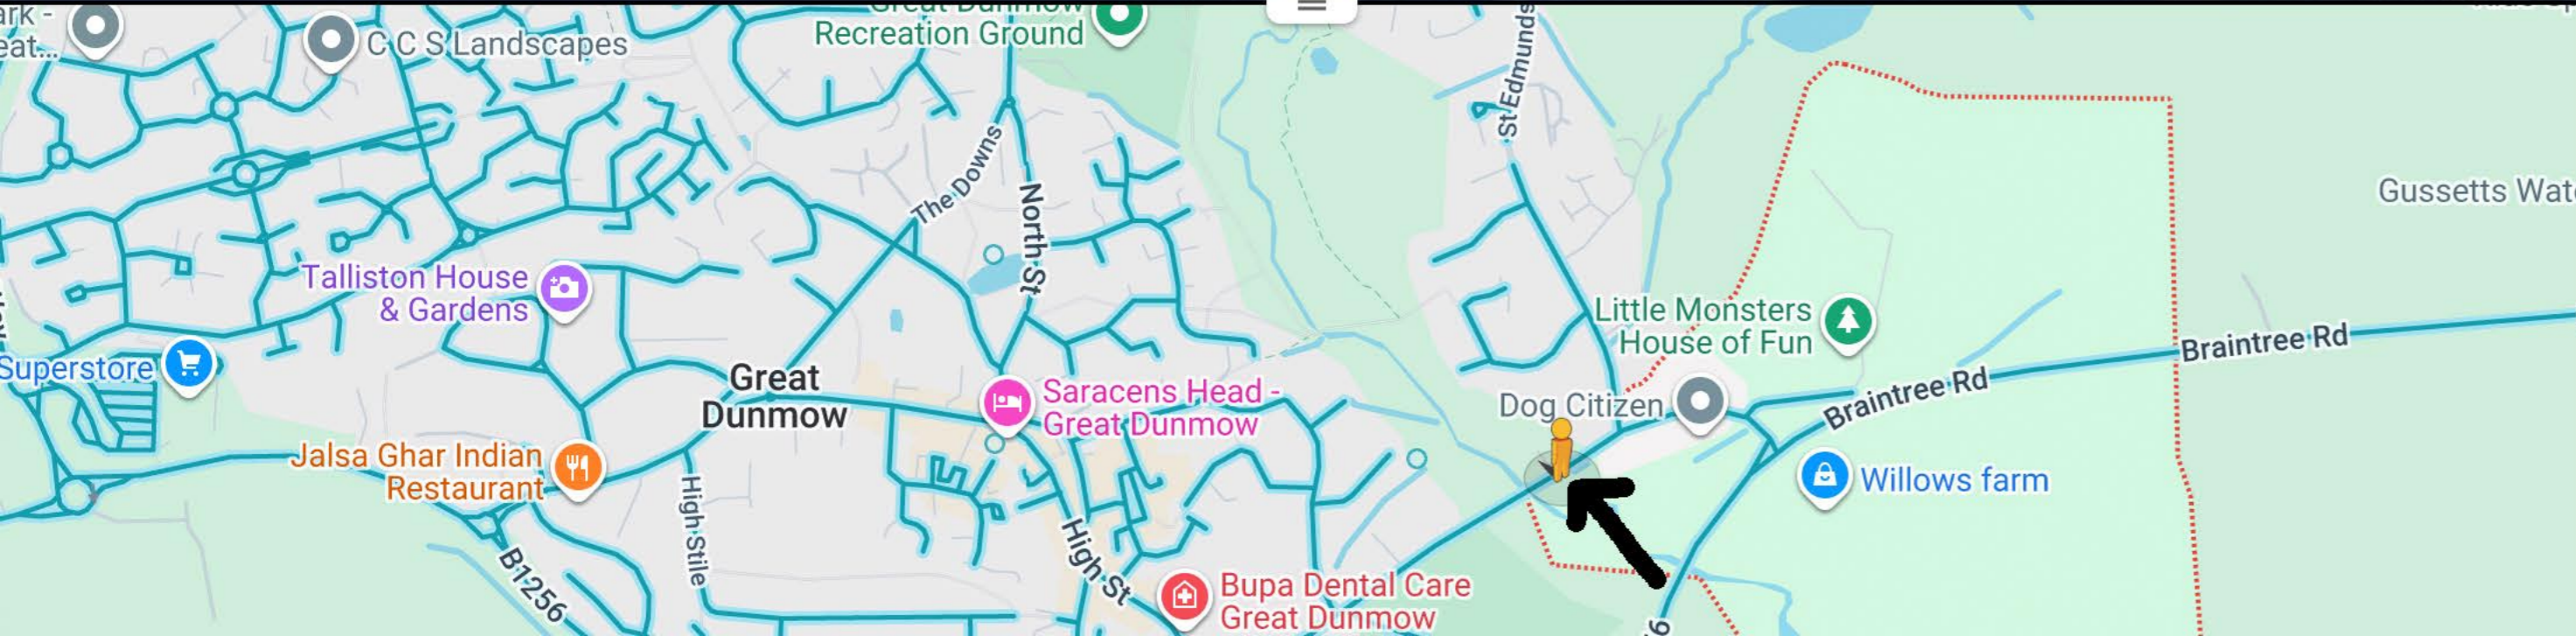 C C S Landscapes
Recreation Ground
St Edmunds
The Downs
North St
Gussetts Wat
Talliston House
& Gardens
Little Monsters
House of Fun
Braintree Rd
Superstore
Great
Dunmow
Saracens Head -
Great Dunmow
Dog Citizen
Braintree Rd
Jalsa Ghar Indian
Restaurant
High Stile
Willows farm
B1256
High St
Bupa Dental Care
Great Dunmow